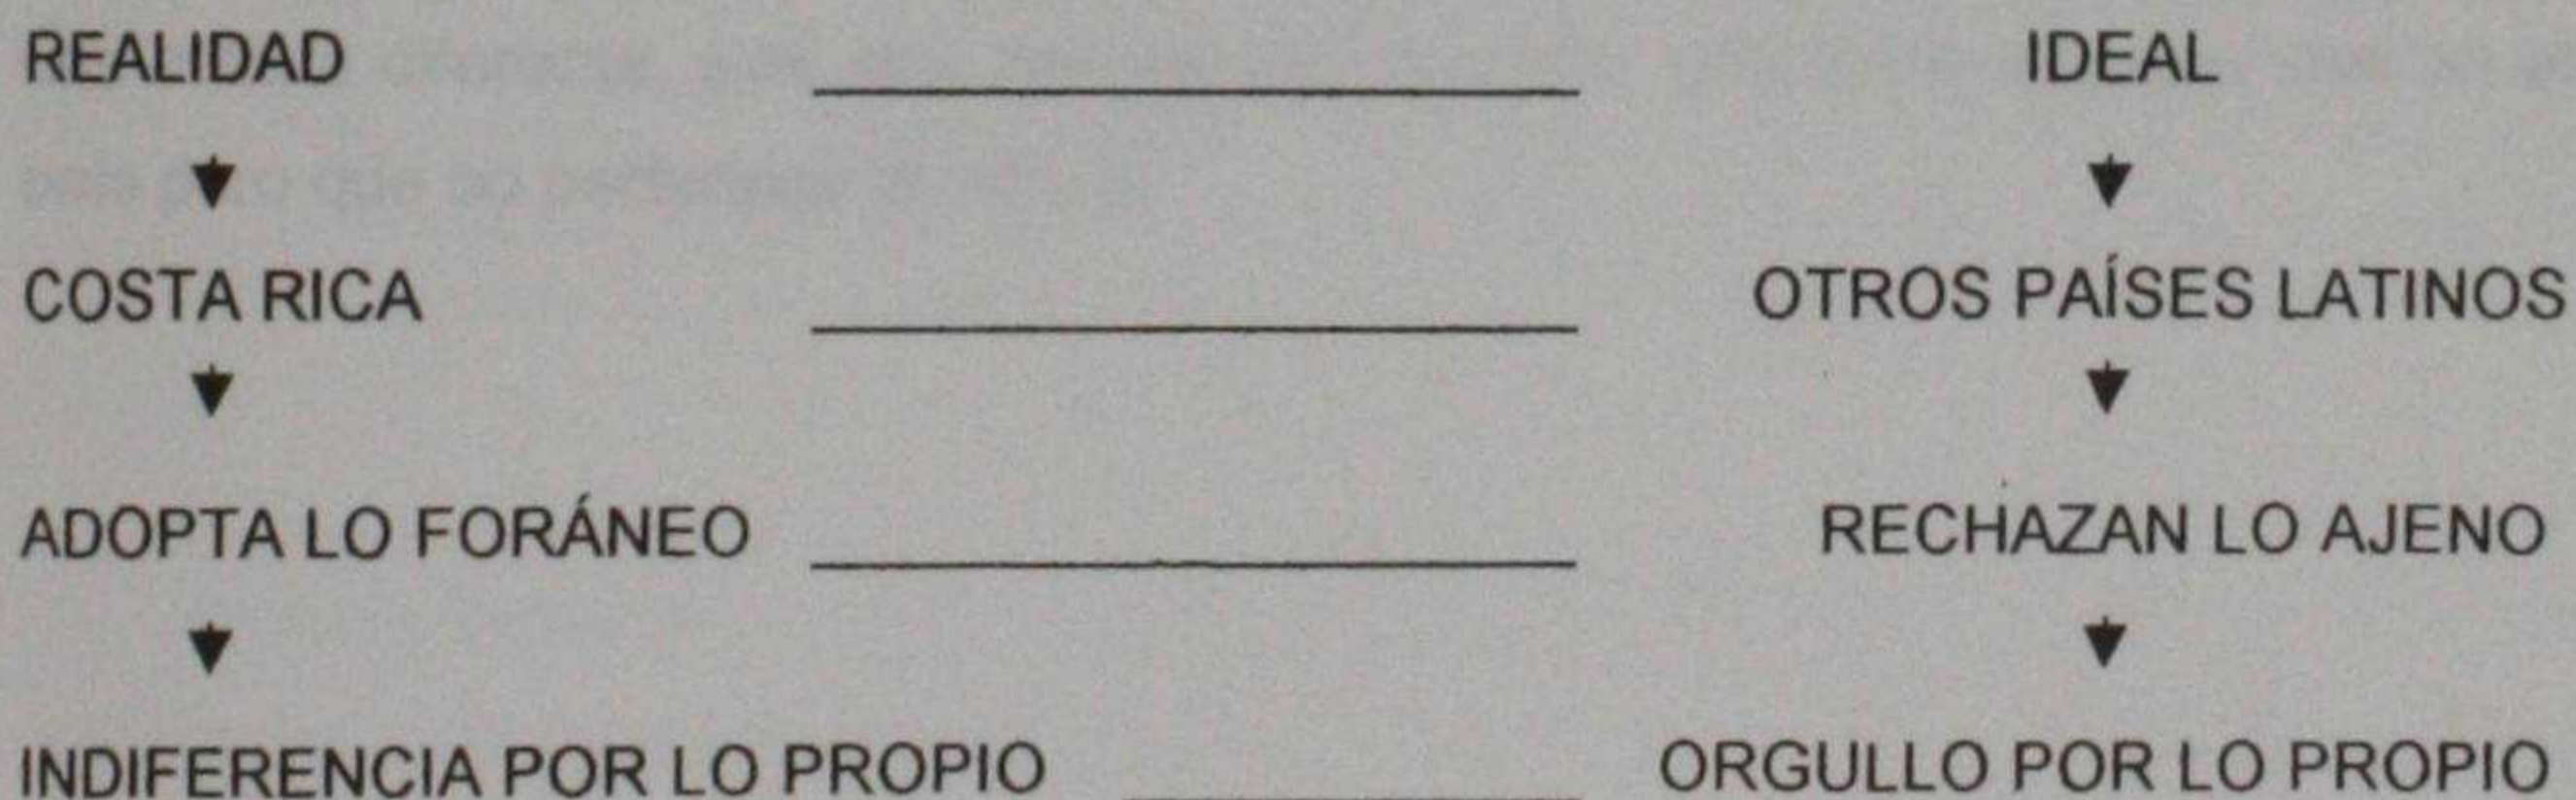 REALIDAD IDEAL
COSTA RICA OTROS PAÍSES LATINOS
ADOPTA LO FORÁNEO RECHAZAN LO AJENO
INDIFERENCIA POR LO PROPIO ORGULLO POR LO PROPIO